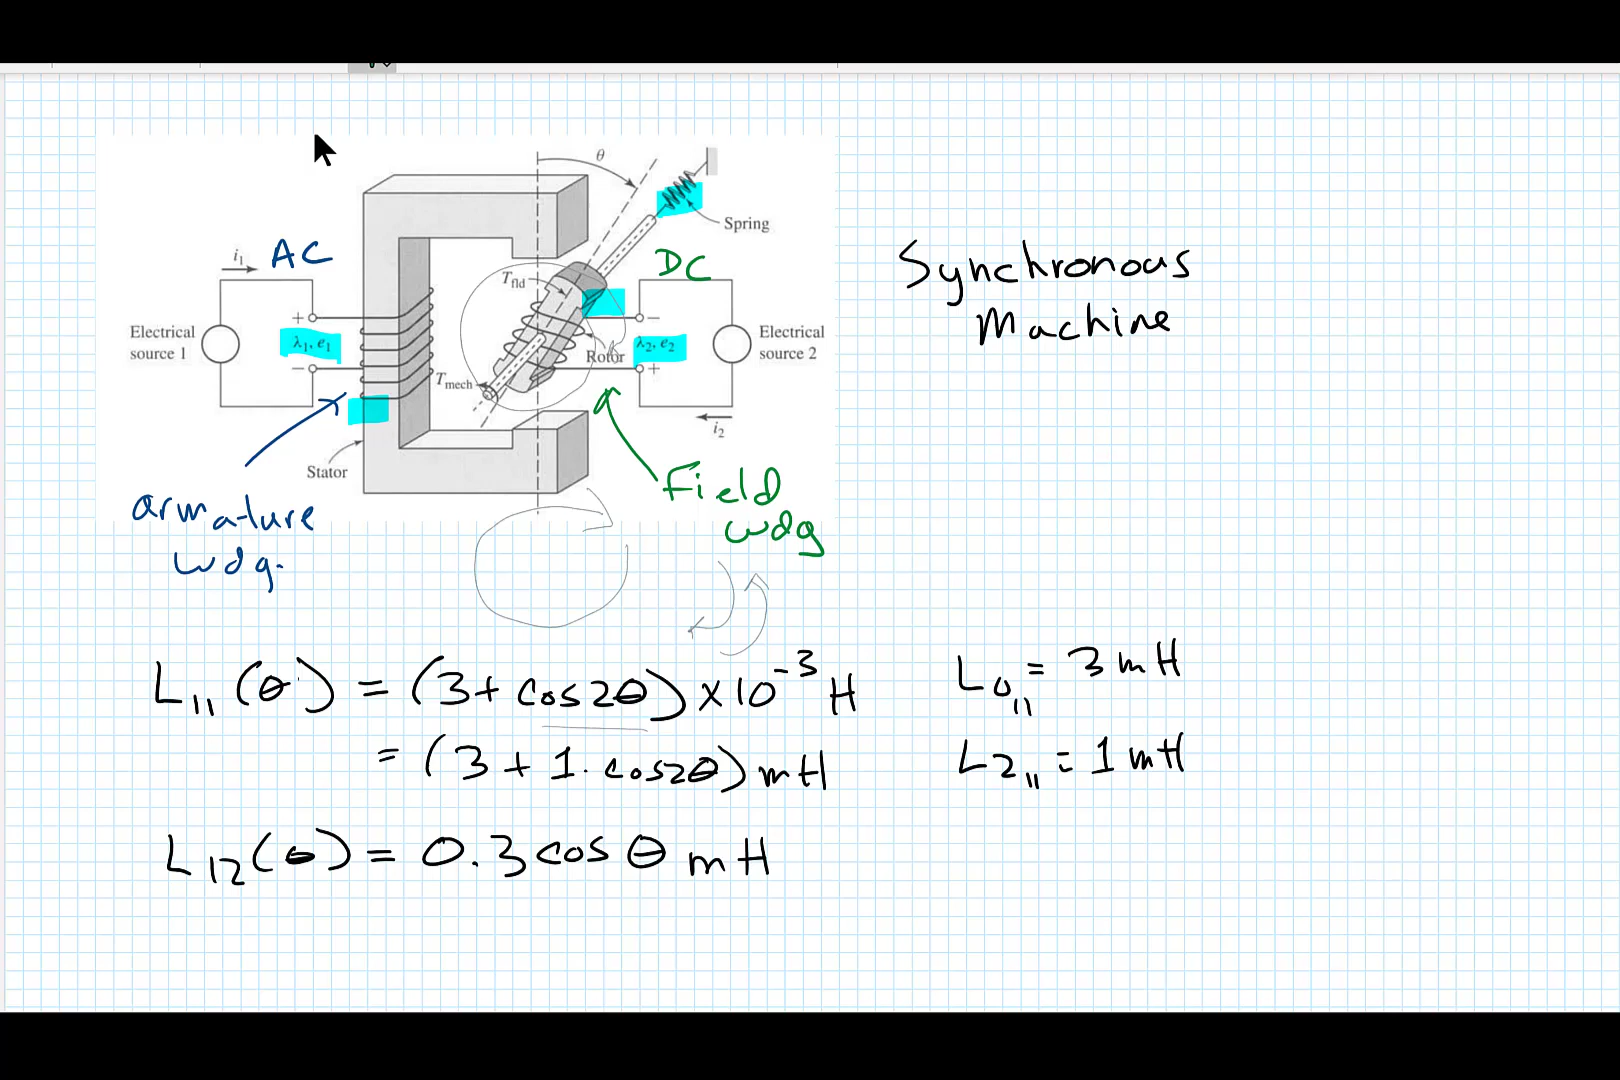 θ
Spring
i₁ AC
DC
T_fld
Synchronous
Machine
+
−
Electrical
source 1
λ₁, e₁
Rotor
λ₂, e₂
Electrical
source 2
−
+
T_mech
i₂
Stator
armature
wdg.
Field
wdg
L₁₁(θ) = (3 + cos2θ) ×10⁻³ H
L₀₁₁ = 3 mH
= (3 + 1. cos2θ) mH
L₂₁₁ = 1 mH
L₁₂(θ) = 0.3 cos θ mH